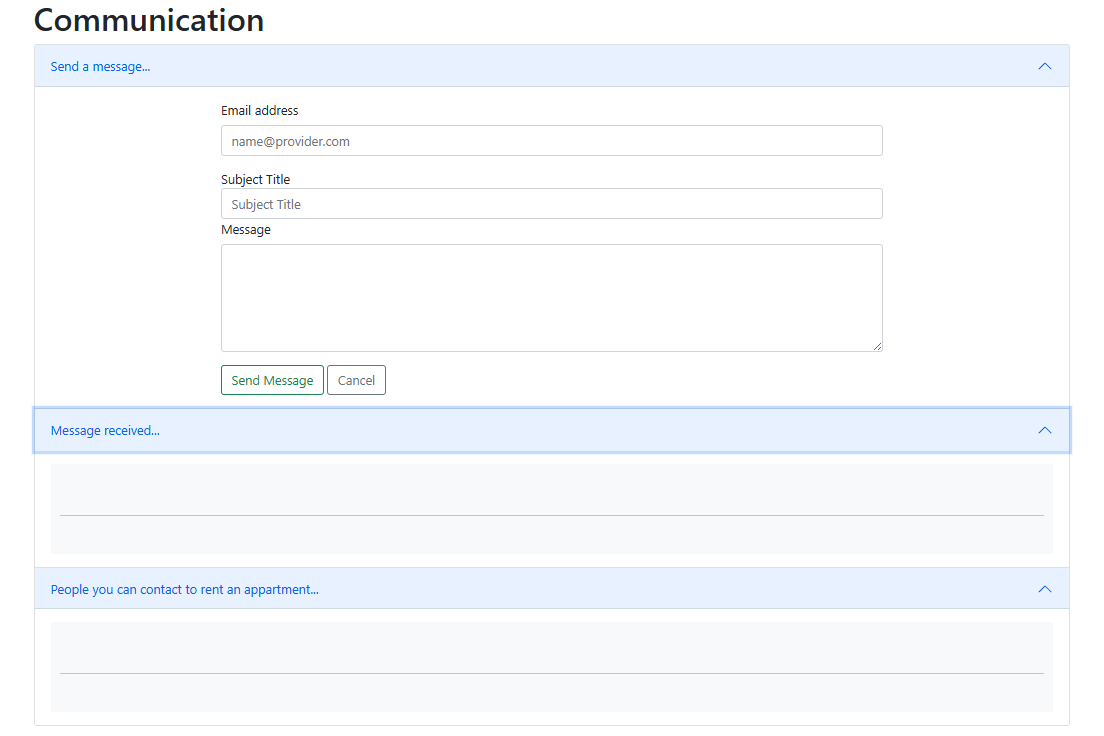 Communication
Send a message...
Email address
name@provider.com
Subject Title
Subject Title
Message
Send Message Cancel
Message received...
People you can contact to rent an appartment...